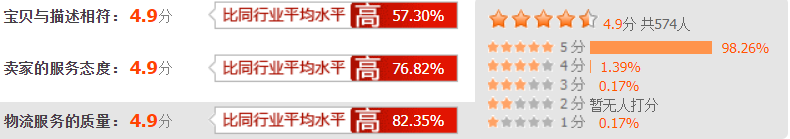 宝贝与描述相符： 4.9分 比同行业平均水平 高 57.30%
卖家的服务态度： 4.9分 比同行业平均水平 高 76.82%
物流服务的质量： 4.9分 比同行业平均水平 高 82.35%
4.9分 共574人
5分 98.26%
4分 1.39%
3分 0.17%
2分 暂无人打分
1分 0.17%